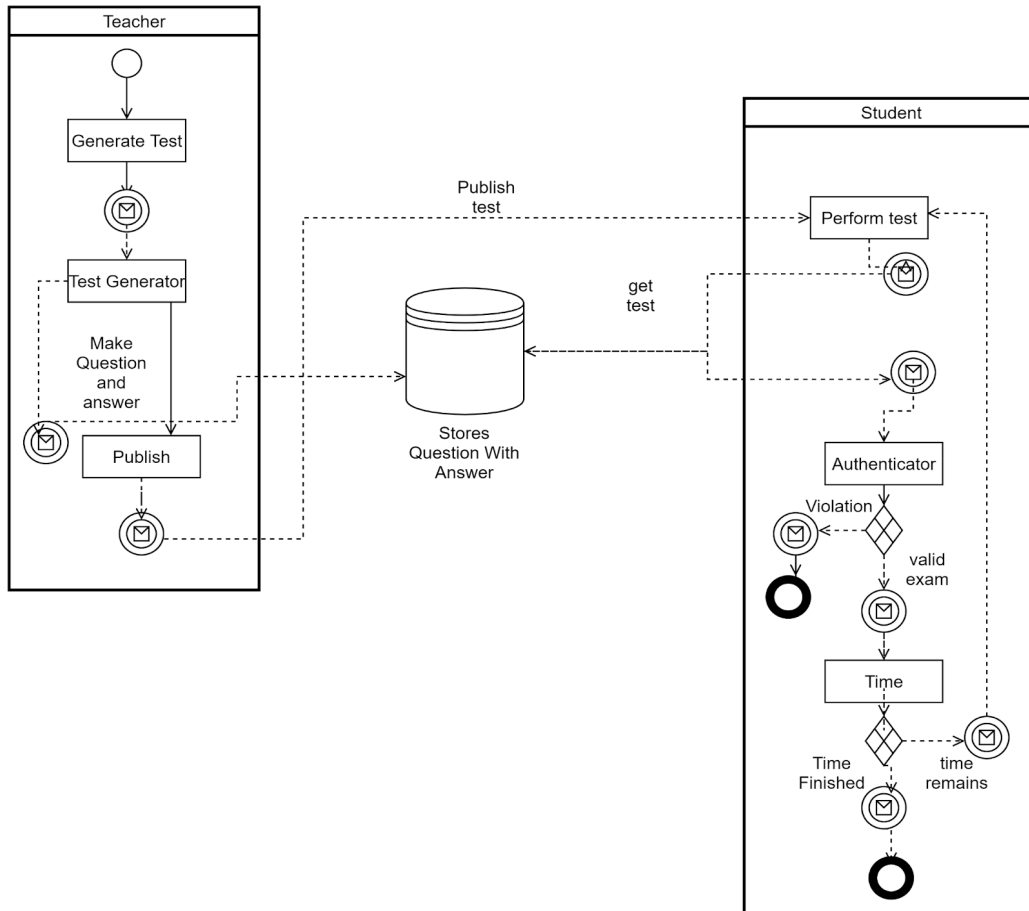 Teacher
Generate Test
Test Generator
Make
Question
and
answer
Publish
Publish
test
get
test
Stores
Question With
Answer
Student
Perform test
Authenticator
Violation
valid
exam
Time
Time
Finished
time
remains